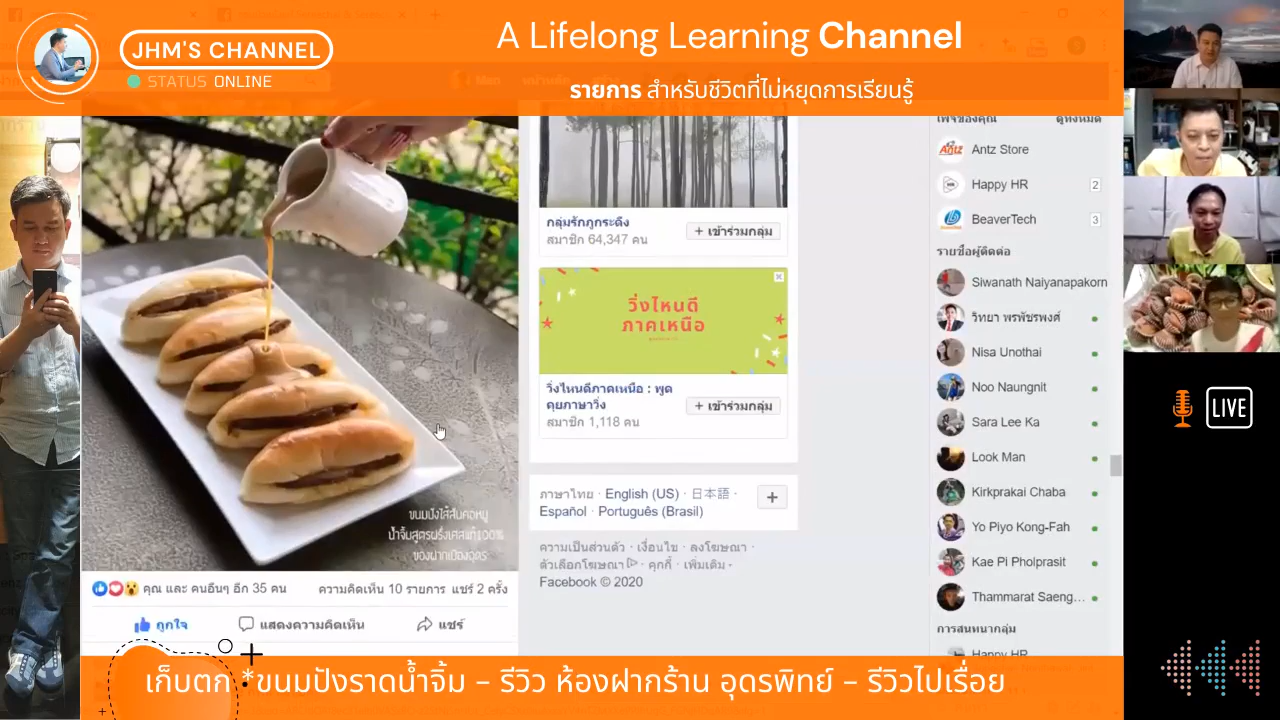 JHM'S CHANNEL
STATUS ONLINE
A Lifelong Learning Channel
รายการ สำหรับชีวิตที่ไม่หยุดการเรียนรู้
ขนมปังไส้สันคอหมู
น้ำจิ้มสูตรฝรั่งเศสแท้100%
ของฝากเมืองอุดร
คุณ และ คนอื่นๆ อีก 35 คน
ความคิดเห็น 10 รายการ แชร์ 2 ครั้ง
ถูกใจ
แสดงความคิดเห็น
แชร์
กลุ่มรักภูกระดึง
สมาชิก 64,347 คน
+ เข้าร่วมกลุ่ม
วิ่งไหนดี
ภาคเหนือ
วิ่งไหนดีภาคเหนือ : พูด
คุยภาษาวิ่ง
สมาชิก 1,118 คน
+ เข้าร่วมกลุ่ม
ภาษาไทย · English (US) · 日本語 ·
Español · Português (Brasil)
ความเป็นส่วนตัว · เงื่อนไข · ลงโฆษณา ·
ตัวเลือกโฆษณา · คุกกี้ · เพิ่มเติม
Facebook © 2020
เพจของคุณ
ดูทั้งหมด
Antz Store
Happy HR 2
BeaverTech 3
รายชื่อผู้ติดต่อ
Siwanath Naiyanapakorn
วิทยา พรพัชรพงศ์
Nisa Unothai
Noo Naungnit
Sara Lee Ka
Look Man
Kirkprakai Chaba
Yo Piyo Kong-Fah
Kae Pi Pholprasit
Thammarat Saeng...
การสนทนากลุ่ม
Happy HR
LIVE
เก็บตก *ขนมปังราดน้ำจิ้ม – รีวิว ห้องฝากร้าน อุดรพิทย์ – รีวิวไปเรื่อย